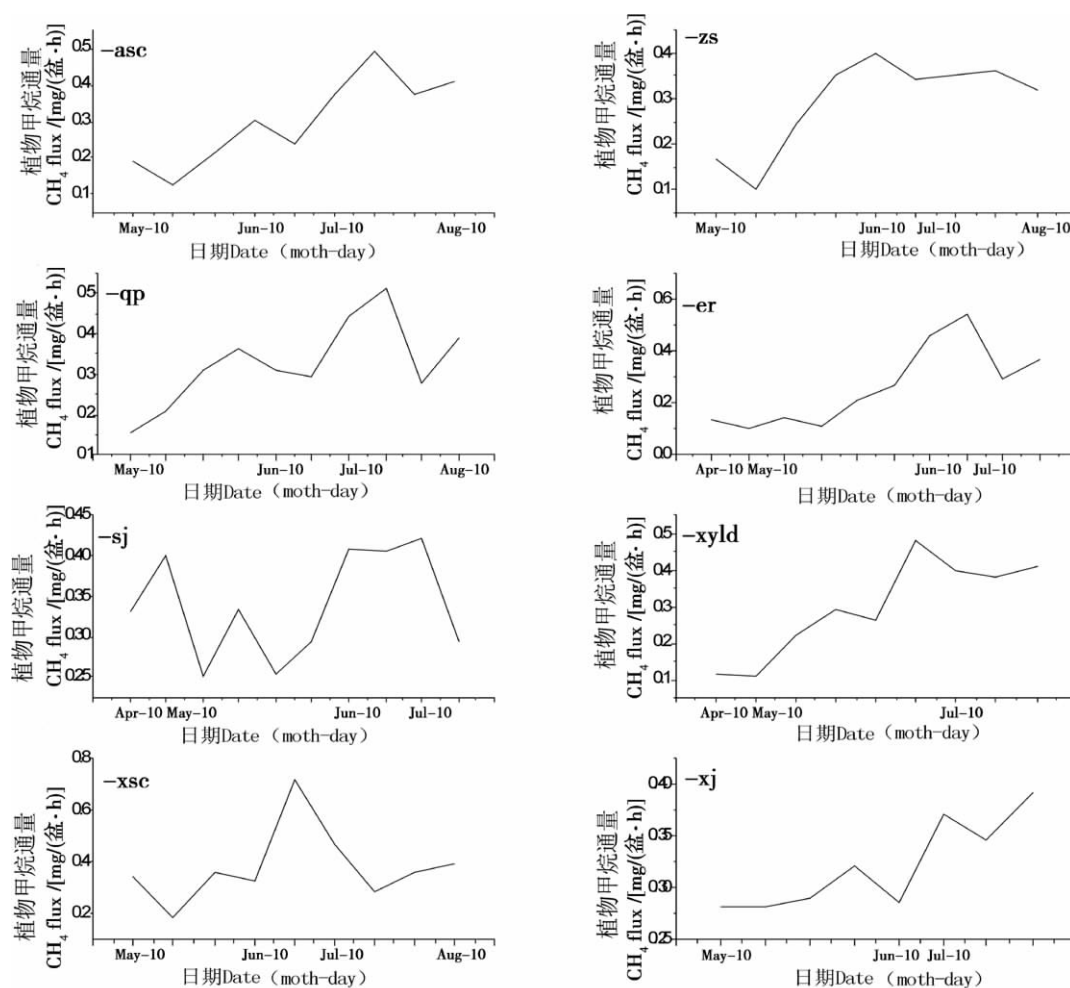 -asc
植物甲烷通量
CH₄ flux /[mg/(盆·h)]
0.5
0.4
0.3
0.2
0.1
May-10 Jun-10 Jul-10 Aug-10
日期Date（moth-day）
-zs
植物甲烷通量
CH₄ flux /[mg/(盆·h)]
0.4
0.3
0.2
0.1
May-10 Jun-10 Jul-10 Aug-10
日期Date（moth-day）
-qp
植物甲烷通量
CH₄ flux /[mg/(盆·h)]
0.5
0.4
0.3
0.2
0.1
May-10 Jun-10 Jul-10 Aug-10
日期Date（moth-day）
-er
植物甲烷通量
CH₄ flux /[mg/(盆·h)]
0.6
0.4
0.2
0.0
Apr-10 May-10 Jun-10 Jul-10
日期Date（moth-day）
-sj
植物甲烷通量
CH₄ flux /[mg/(盆·h)]
0.45
0.40
0.35
0.30
0.25
Apr-10 May-10 Jun-10 Jul-10
日期Date（moth-day）
-xyld
植物甲烷通量
CH₄ flux /[mg/(盆·h)]
0.5
0.4
0.3
0.2
0.1
Apr-10 May-10 Jul-10
日期Date（moth-day）
-xsc
植物甲烷通量
CH₄ flux /[mg/(盆·h)]
0.8
0.6
0.4
0.2
May-10 Jun-10 Jul-10 Aug-10
日期Date（moth-day）
-xj
植物甲烷通量
CH₄ flux /[mg/(盆·h)]
0.40
0.35
0.30
0.25
May-10 Jun-10 Jul-10
日期Date（moth-day）